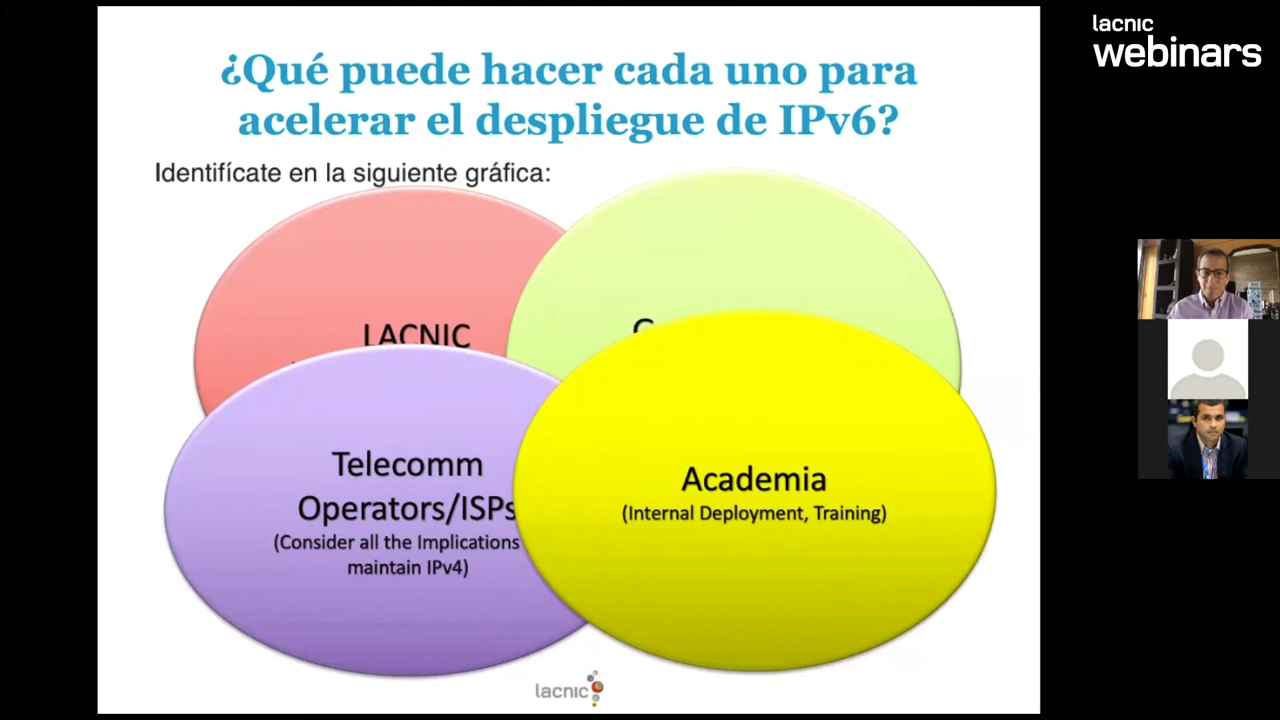 lacnic
webinars
¿Qué puede hacer cada uno para
acelerar el despliegue de IPv6?
Identifícate en la siguiente gráfica:
LACNIC
Telecomm
Operators/ISPs
(Consider all the Implications
maintain IPv4)
Academia
(Internal Deployment, Training)
lacnic